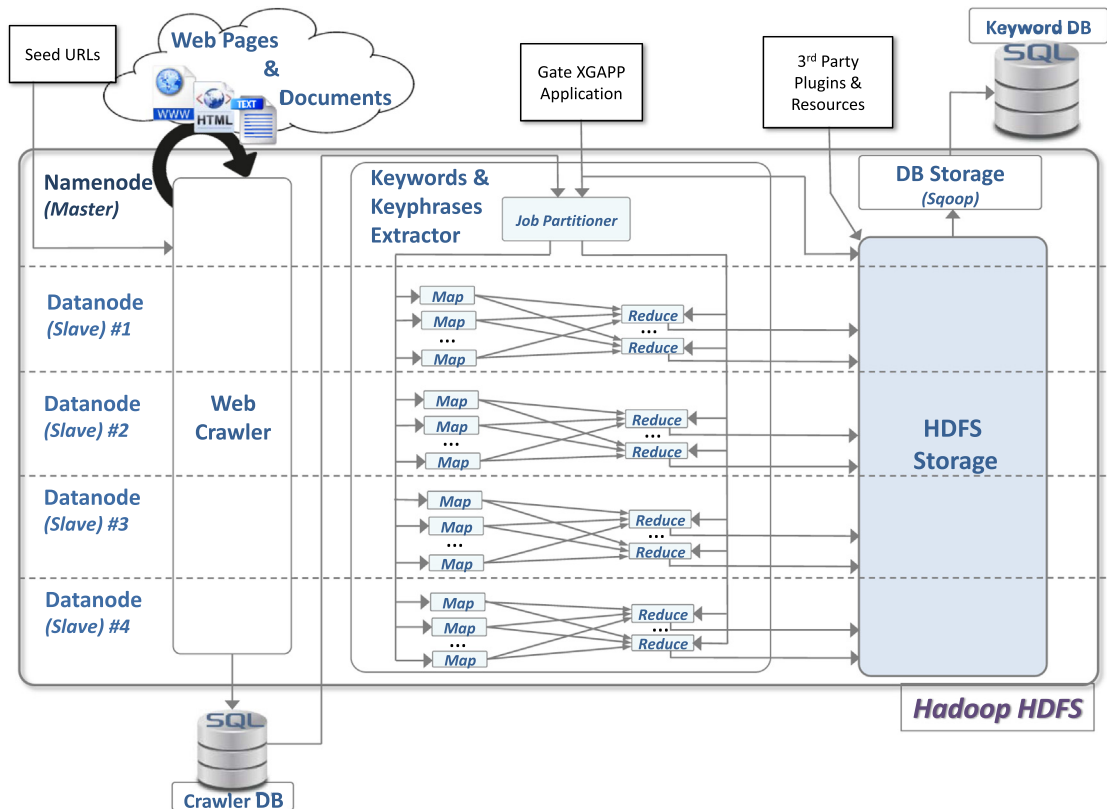 Seed URLs
Web Pages
&
Documents
WWW
<>
HTML
TEXT
Gate XGAPP
Application
3rd Party
Plugins &
Resources
Keyword DB
SQL
Namenode
(Master)
Keywords &
Keyphrases
Extractor
Job Partitioner
DB Storage
(Sqoop)
Datanode
(Slave) #1
Map
Map
...
Map
Reduce
...
Reduce
Datanode
(Slave) #2
Web
Crawler
Map
Map
...
Map
Reduce
...
Reduce
HDFS
Storage
Datanode
(Slave) #3
Map
Map
...
Map
Reduce
...
Reduce
Datanode
(Slave) #4
Map
Map
...
Map
Reduce
...
Reduce
Hadoop HDFS
SQL
Crawler DB